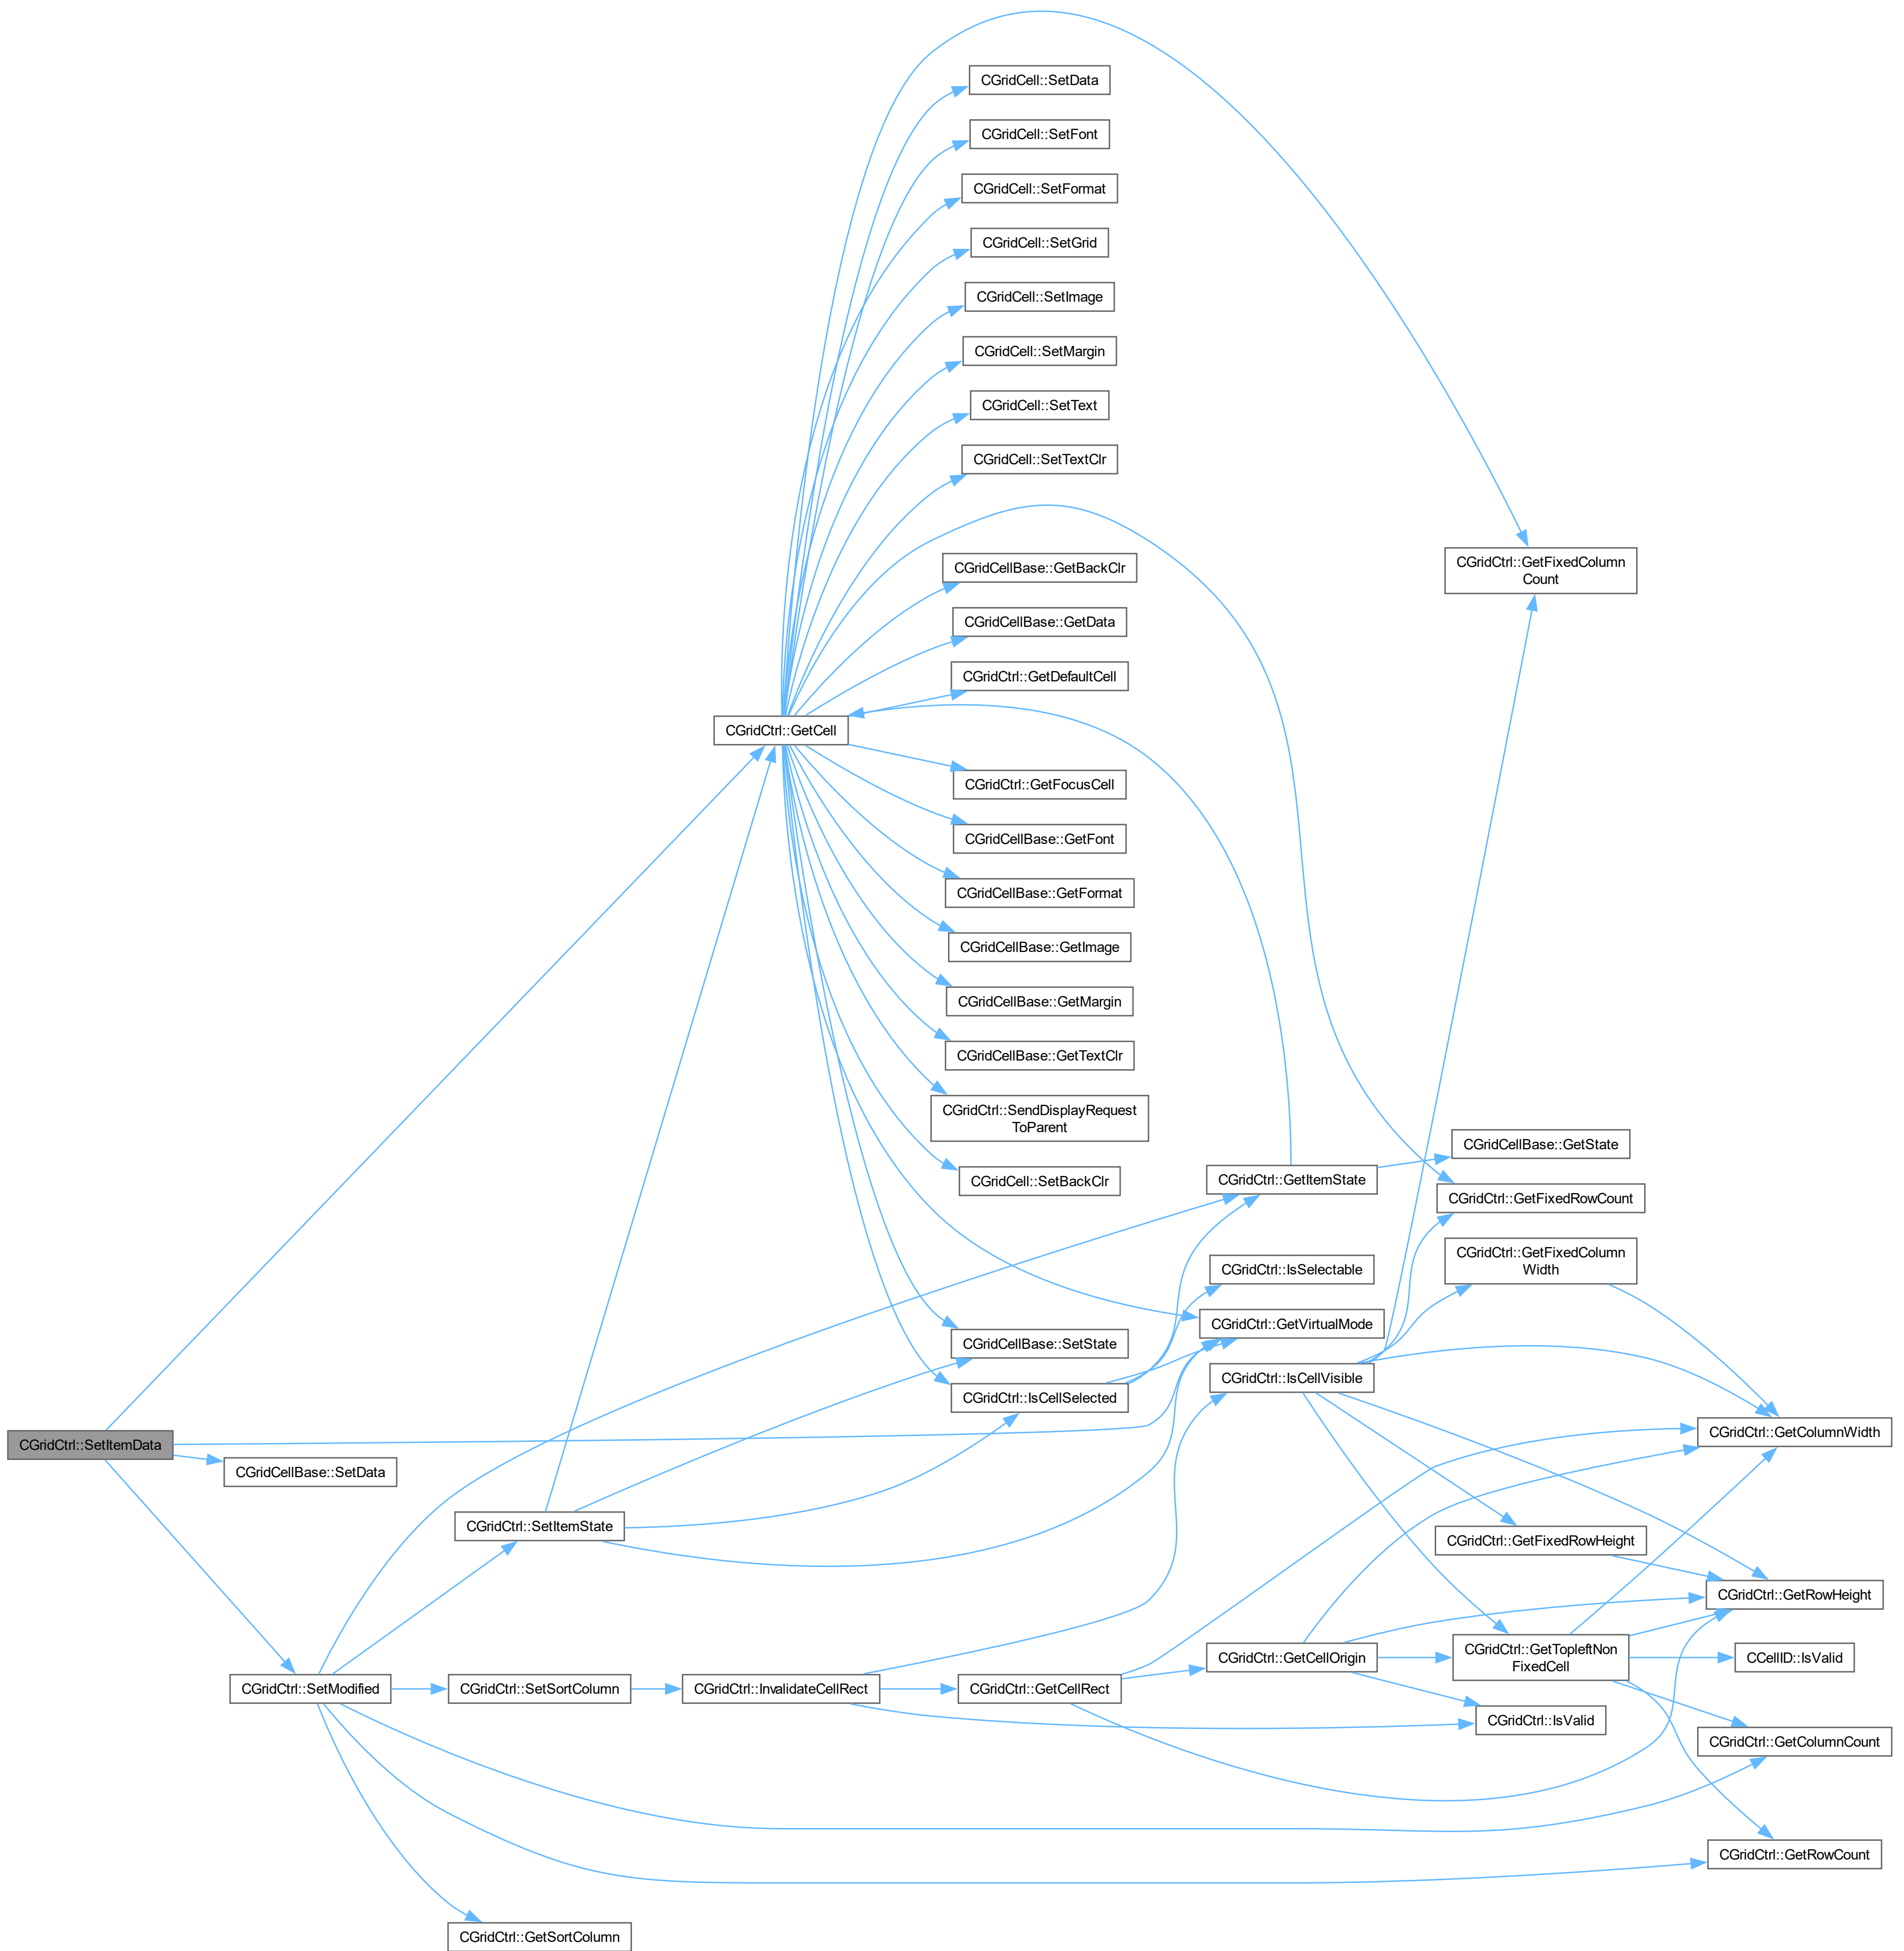 CGridCell::SetData
CGridCell::SetFont
CGridCell::SetFormat
CGridCell::SetGrid
CGridCell::SetImage
CGridCell::SetMargin
CGridCell::SetText
CGridCell::SetTextClr
CGridCellBase::GetBackClr
CGridCtrl::GetFixedColumn
Count
CGridCellBase::GetData
CGridCtrl::GetDefaultCell
CGridCtrl::GetCell
CGridCtrl::GetFocusCell
CGridCellBase::GetFont
CGridCellBase::GetFormat
CGridCellBase::GetImage
CGridCellBase::GetMargin
CGridCellBase::GetTextClr
CGridCtrl::SendDisplayRequest
ToParent
CGridCellBase::GetState
CGridCell::SetBackClr
CGridCtrl::GetItemState
CGridCtrl::GetFixedRowCount
CGridCtrl::GetFixedColumn
Width
CGridCtrl::IsSelectable
CGridCtrl::GetVirtualMode
CGridCellBase::SetState
CGridCtrl::IsCellVisible
CGridCtrl::IsCellSelected
CGridCtrl::GetColumnWidth
CGridCtrl::SetItemData
CGridCellBase::SetData
CGridCtrl::SetItemState
CGridCtrl::GetFixedRowHeight
CGridCtrl::GetRowHeight
CGridCtrl::GetCellOrigin
CGridCtrl::GetTopleftNon
FixedCell
CCellID::IsValid
CGridCtrl::SetModified
CGridCtrl::SetSortColumn
CGridCtrl::InvalidateCellRect
CGridCtrl::GetCellRect
CGridCtrl::IsValid
CGridCtrl::GetColumnCount
CGridCtrl::GetRowCount
CGridCtrl::GetSortColumn